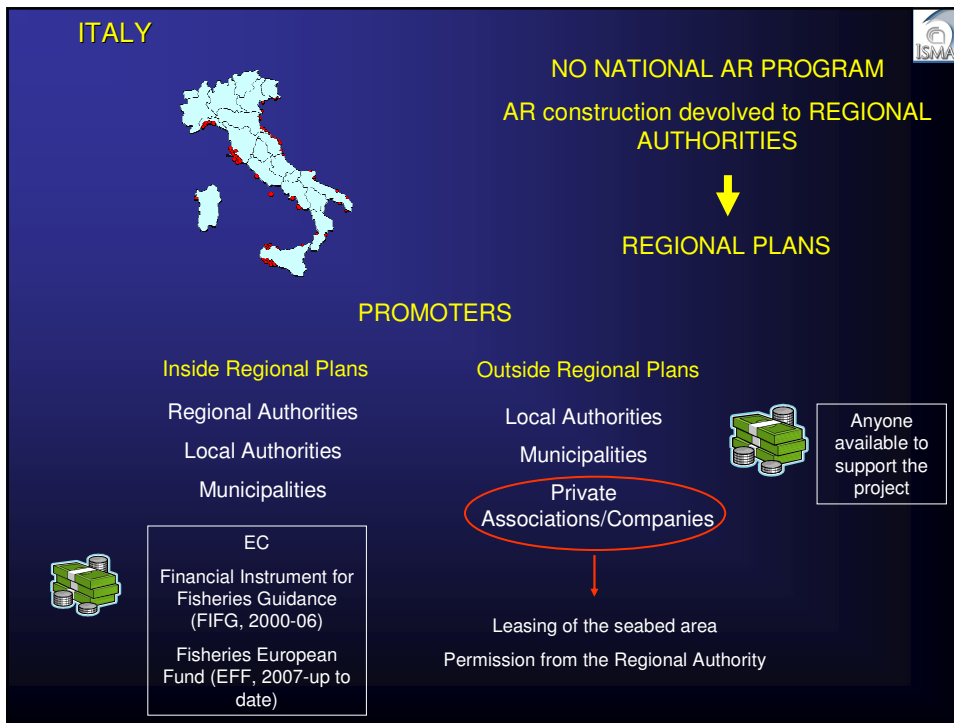 ITALY
ISMA
NO NATIONAL AR PROGRAM
AR construction devolved to REGIONAL
AUTHORITIES
REGIONAL PLANS
PROMOTERS
Inside Regional Plans
Regional Authorities
Local Authorities
Municipalities
EC
Financial Instrument for
Fisheries Guidance
(FIFG, 2000-06)
Fisheries European
Fund (EFF, 2007-up to
date)
Outside Regional Plans
Local Authorities
Municipalities
Private
Associations/Companies
Leasing of the seabed area
Permission from the Regional Authority
Anyone
available to
support the
project